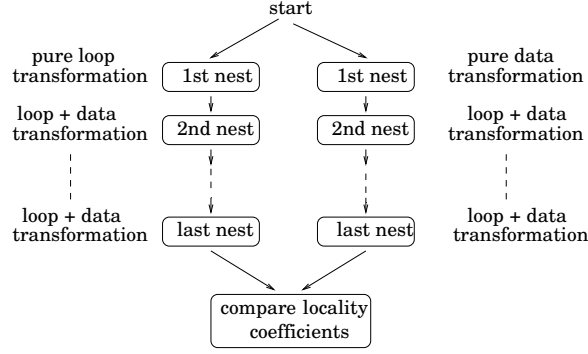 start
pure loop
transformation
1st nest
1st nest
pure data
transformation
loop + data
transformation
2nd nest
2nd nest
loop + data
transformation
loop + data
transformation
last nest
last nest
loop + data
transformation
compare locality
coefficients